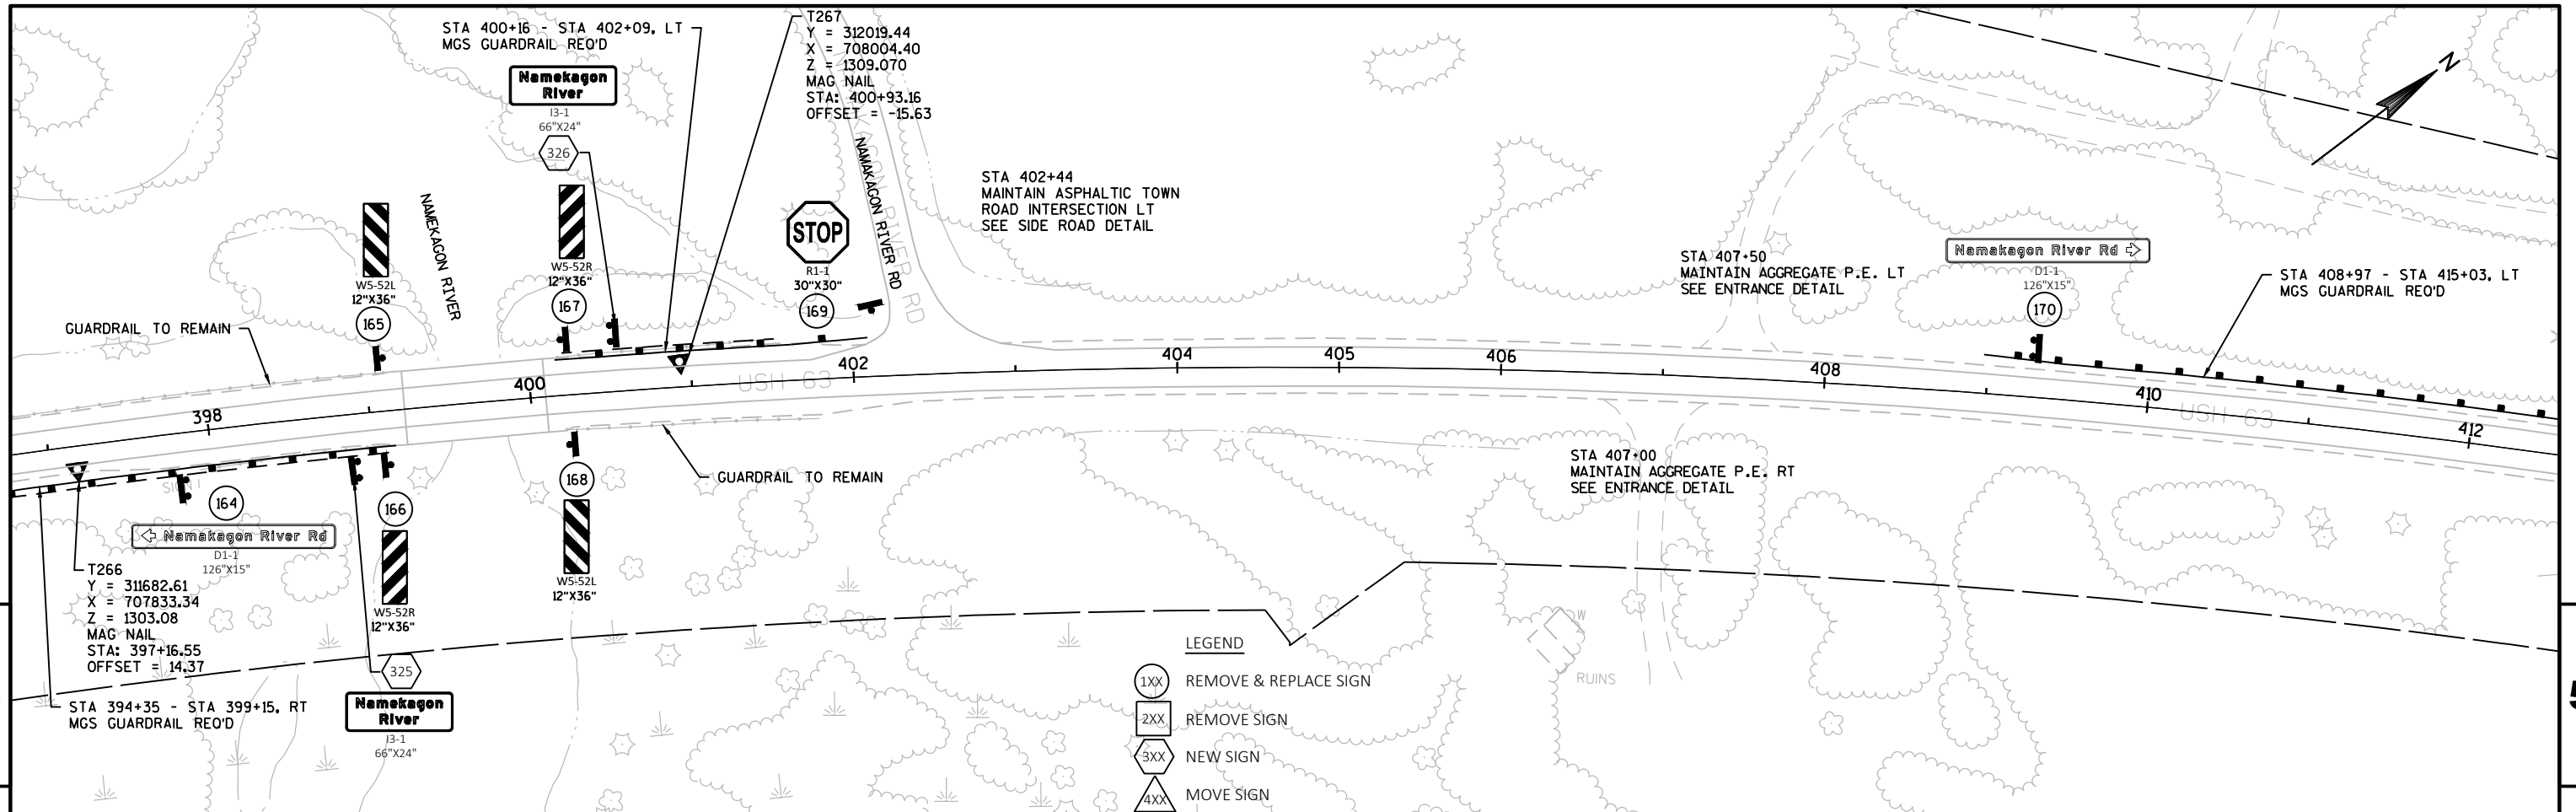 STA 400+16 - STA 402+09, LT
MGS GUARDRAIL REQ'D
T267
Y = 312019.44
X = 708004.40
Z = 1309.070
MAG NAIL
STA: 400+93.16
OFFSET = -15.63
N
Namekagon
River
I3-1
66"X24"
326
W5-52L
12"X36"
165
NAMEKAGON RIVER
W5-52R
12"X36"
167
STOP
R1-1
30"X30"
169
NAMAKAGON RIVER RD
NAMAKAGON RIVER RD
STA 402+44
MAINTAIN ASPHALTIC TOWN
ROAD INTERSECTION LT
SEE SIDE ROAD DETAIL
STA 407+50
MAINTAIN AGGREGATE P.E. LT
SEE ENTRANCE DETAIL
Namakagon River Rd
D1-1
126"X15"
170
STA 408+97 - STA 415+03, LT
MGS GUARDRAIL REQ'D
GUARDRAIL TO REMAIN
398
400
USH 63
402
404
405
406
408
410
USH 63
412
SIGN
164
Namakagon River Rd
D1-1
126"X15"
166
W5-52R
12"X36"
168
W5-52L
12"X36"
GUARDRAIL TO REMAIN
STA 407+00
MAINTAIN AGGREGATE P.E. RT
SEE ENTRANCE DETAIL
T266
Y = 311682.61
X = 707833.34
Z = 1303.08
MAG NAIL
STA: 397+16.55
OFFSET = 14.37
STA 394+35 - STA 399+15, RT
MGS GUARDRAIL REQ'D
325
Namekagon
River
I3-1
66"X24"
W
RUINS
LEGEND
1XX REMOVE & REPLACE SIGN
2XX REMOVE SIGN
3XX NEW SIGN
4XX MOVE SIGN